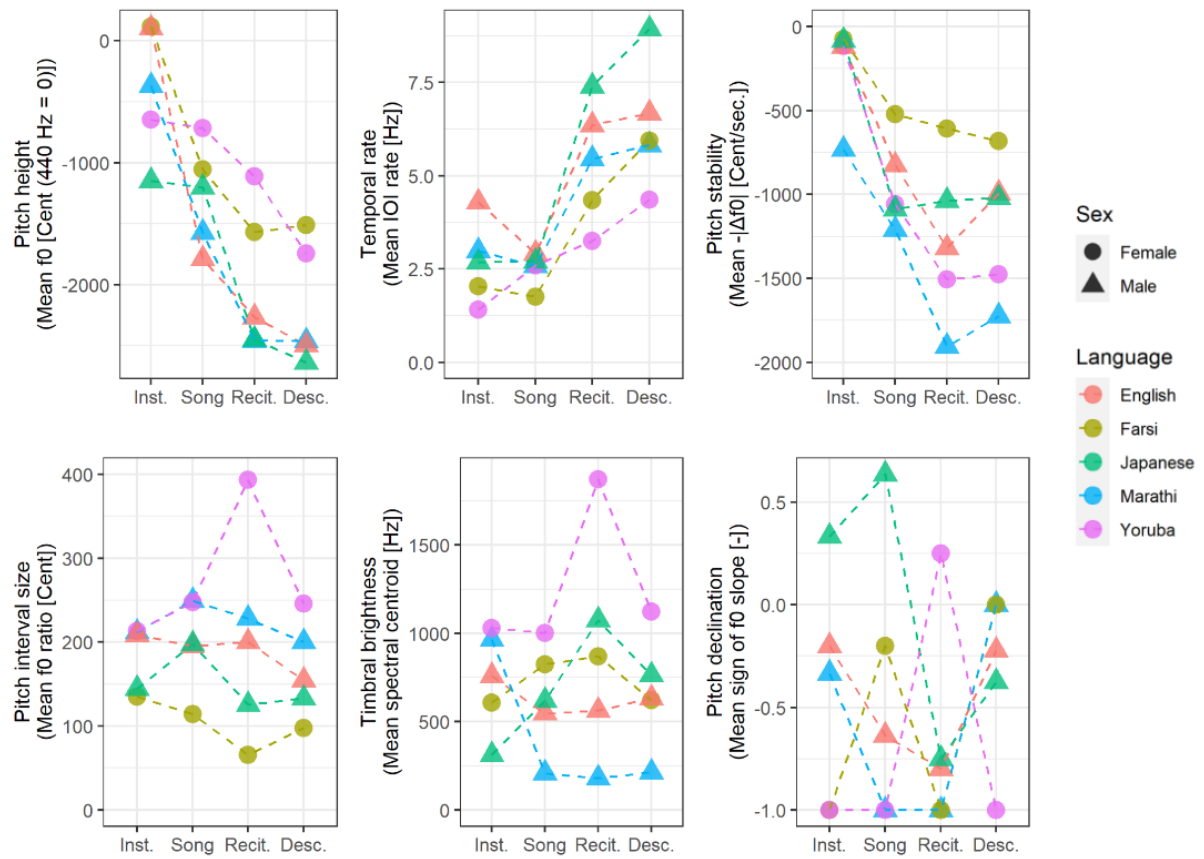 Pitch height
(Mean f0 [Cent (440 Hz = 0)])
0
-1000
-2000
Inst. Song Recit. Desc.
Temporal rate
(Mean IOI rate [Hz])
7.5
5.0
2.5
0.0
Inst. Song Recit. Desc.
Pitch stability
(Mean -|Δf0| [Cent/sec.])
0
-500
-1000
-1500
-2000
Inst. Song Recit. Desc.
Sex
Female
Male
Language
English
Farsi
Japanese
Marathi
Yoruba
Pitch interval size
(Mean f0 ratio [Cent])
400
300
200
100
0
Inst. Song Recit. Desc.
Timbral brightness
(Mean spectral centroid [Hz])
1500
1000
500
0
Inst. Song Recit. Desc.
Pitch declination
(Mean sign of f0 slope [-])
0.5
0.0
-0.5
-1.0
Inst. Song Recit. Desc.